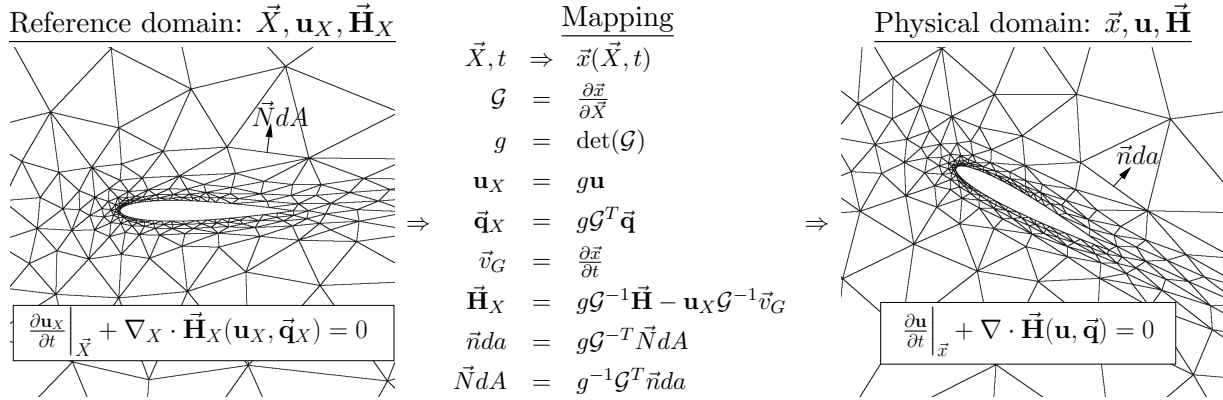 Reference domain: $\vec{X}, \mathbf{u}_X, \vec{\mathbf{H}}_X$
$\vec{N}dA$
$\left.\frac{\partial \mathbf{u}_X}{\partial t}\right|_{\vec{X}} + \nabla_X \cdot \vec{\mathbf{H}}_X(\mathbf{u}_X, \vec{\mathbf{q}}_X) = 0$
⇒
Mapping
$\vec{X}, t \Rightarrow \vec{x}(\vec{X}, t)$
$\mathcal{G} = \frac{\partial \vec{x}}{\partial \vec{X}}$
$g = \det(\mathcal{G})$
$\mathbf{u}_X = g\mathbf{u}$
$\vec{\mathbf{q}}_X = g\mathcal{G}^T \vec{\mathbf{q}}$
$\vec{v}_G = \frac{\partial \vec{x}}{\partial t}$
$\vec{\mathbf{H}}_X = g\mathcal{G}^{-1}\vec{\mathbf{H}} - \mathbf{u}_X \mathcal{G}^{-1} \vec{v}_G$
$\vec{n}da = g\mathcal{G}^{-T} \vec{N}dA$
$\vec{N}dA = g^{-1}\mathcal{G}^T \vec{n}da$
⇒
Physical domain: $\vec{x}, \mathbf{u}, \vec{\mathbf{H}}$
$\vec{n}da$
$\left.\frac{\partial \mathbf{u}}{\partial t}\right|_{\vec{x}} + \nabla \cdot \vec{\mathbf{H}}(\mathbf{u}, \vec{\mathbf{q}}) = 0$